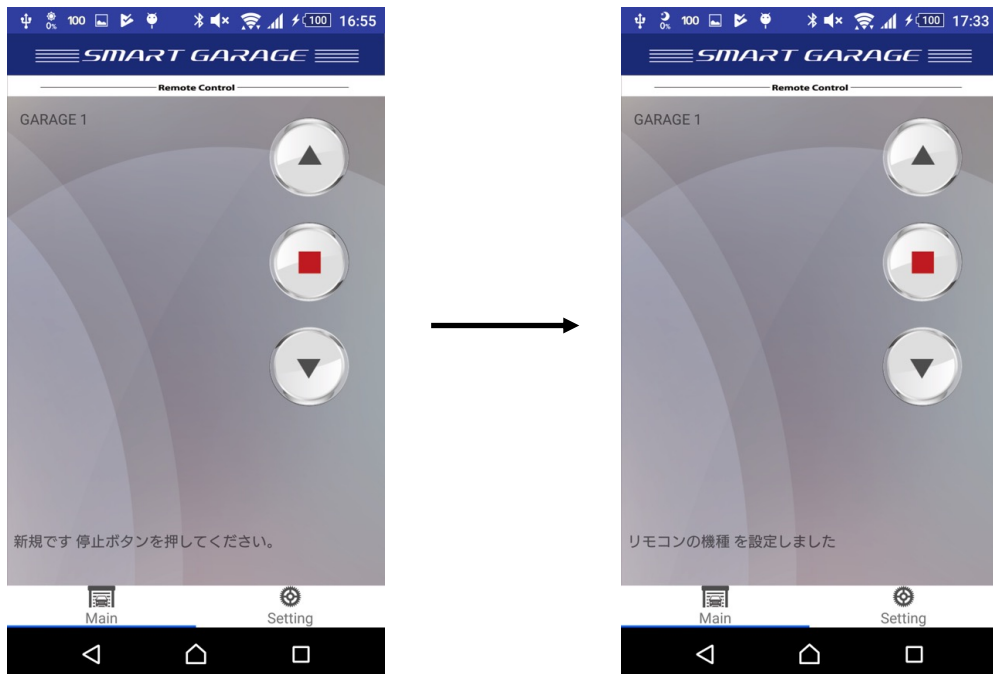 0% 100 100 16:55
SMART GARAGE
Remote Control
GARAGE 1
新規です 停止ボタンを押してください。
Main Setting
0% 100 100 17:33
SMART GARAGE
Remote Control
GARAGE 1
リモコンの機種 を設定しました
Main Setting